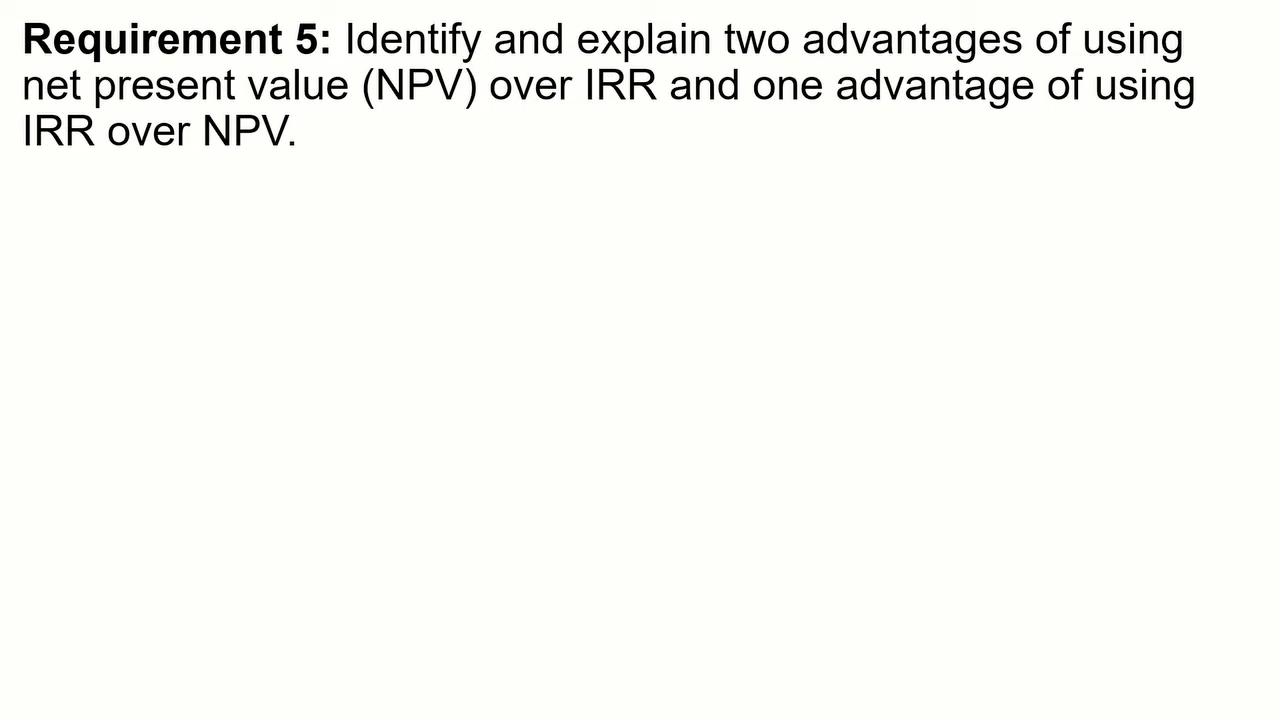 Requirement 5: Identify and explain two advantages of using
net present value (NPV) over IRR and one advantage of using
IRR over NPV.